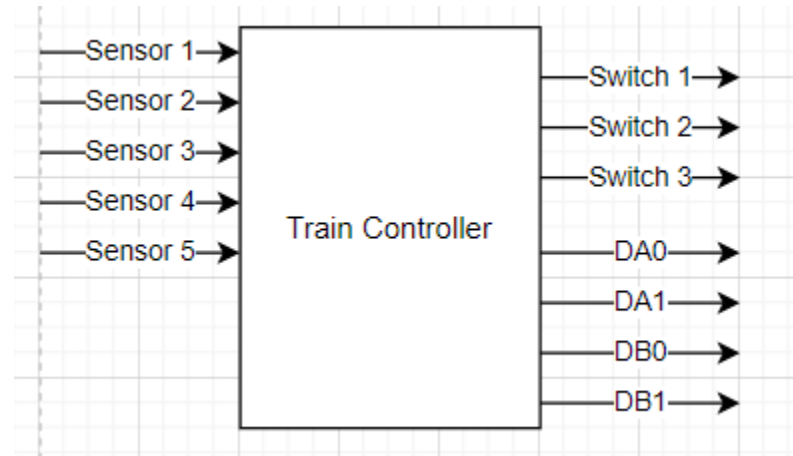 Sensor 1
Sensor 2
Sensor 3
Sensor 4
Sensor 5
Train Controller
Switch 1
Switch 2
Switch 3
DA0
DA1
DB0
DB1